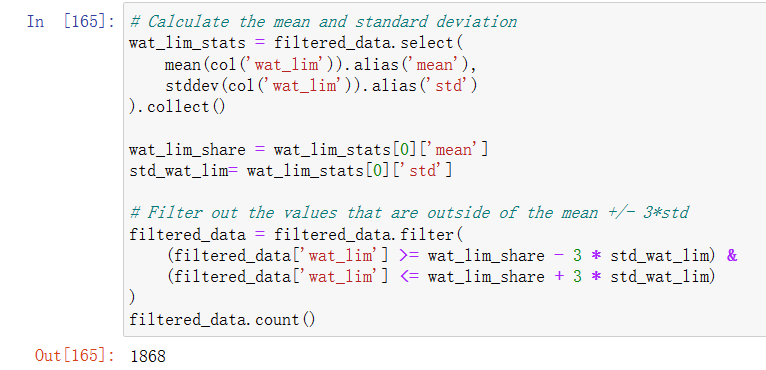 In [165]: # Calculate the mean and standard deviation
wat_lim_stats = filtered_data.select(
    mean(col('wat_lim')).alias('mean'),
    stddev(col('wat_lim')).alias('std')
).collect()

wat_lim_share = wat_lim_stats[0]['mean']
std_wat_lim= wat_lim_stats[0]['std']

# Filter out the values that are outside of the mean +/- 3*std
filtered_data = filtered_data.filter(
    (filtered_data['wat_lim'] >= wat_lim_share - 3 * std_wat_lim) &
    (filtered_data['wat_lim'] <= wat_lim_share + 3 * std_wat_lim)
)
filtered_data.count()
Out[165]: 1868